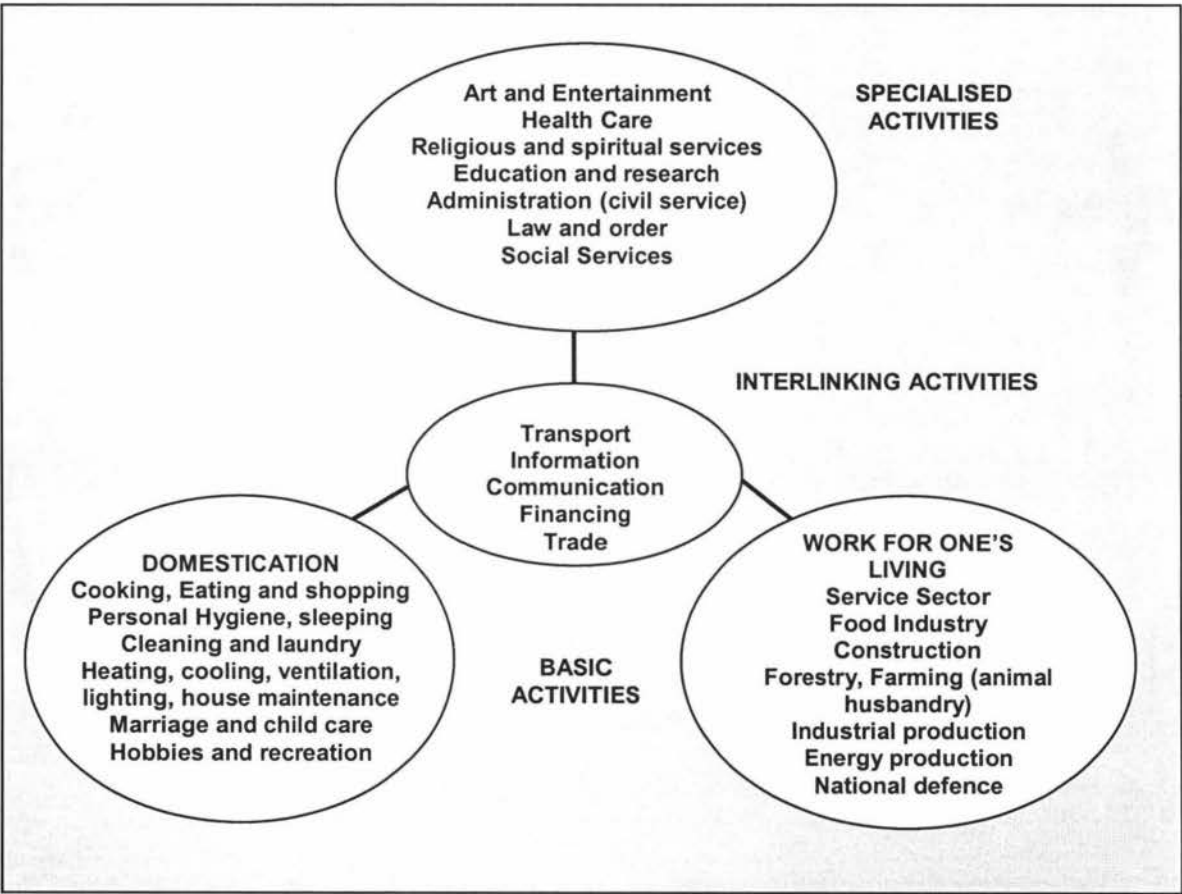 Art and Entertainment
Health Care
Religious and spiritual services
Education and research
Administration (civil service)
Law and order
Social Services
SPECIALISED
ACTIVITIES
INTERLINKING ACTIVITIES
Transport
Information
Communication
Financing
Trade
DOMESTICATION
Cooking, Eating and shopping
Personal Hygiene, sleeping
Cleaning and laundry
Heating, cooling, ventilation,
lighting, house maintenance
Marriage and child care
Hobbies and recreation
BASIC
ACTIVITIES
WORK FOR ONE'S
LIVING
Service Sector
Food Industry
Construction
Forestry, Farming (animal
husbandry)
Industrial production
Energy production
National defence